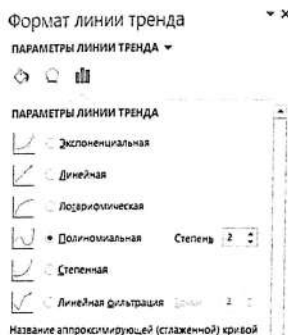 Формат линии тренда
ПАРАМЕТРЫ ЛИНИИ ТРЕНДА
ПАРАМЕТРЫ ЛИНИИ ТРЕНДА
Экспоненциальная
Линейная
Логарифмическая
Полиномиальная Степень 2
Степенная
Линейная фильтрация Точки 2
Название аппроксимирующей (сглаженной) кривой